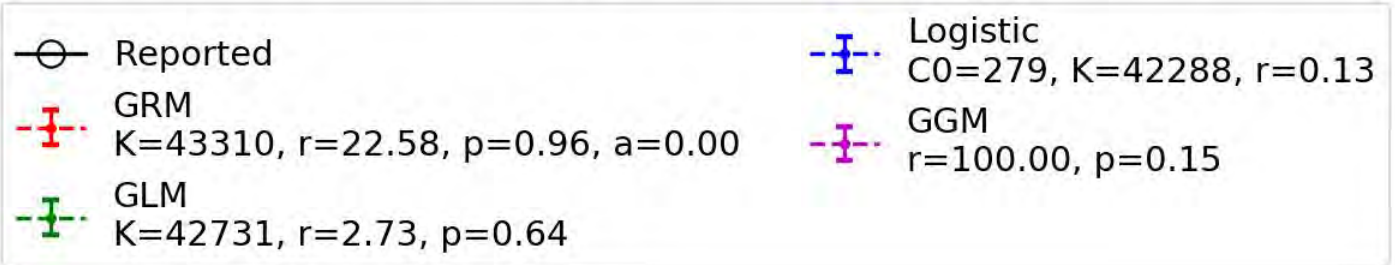 Reported
GRM
K=43310, r=22.58, p=0.96, a=0.00
GLM
K=42731, r=2.73, p=0.64
Logistic
C0=279, K=42288, r=0.13
GGM
r=100.00, p=0.15